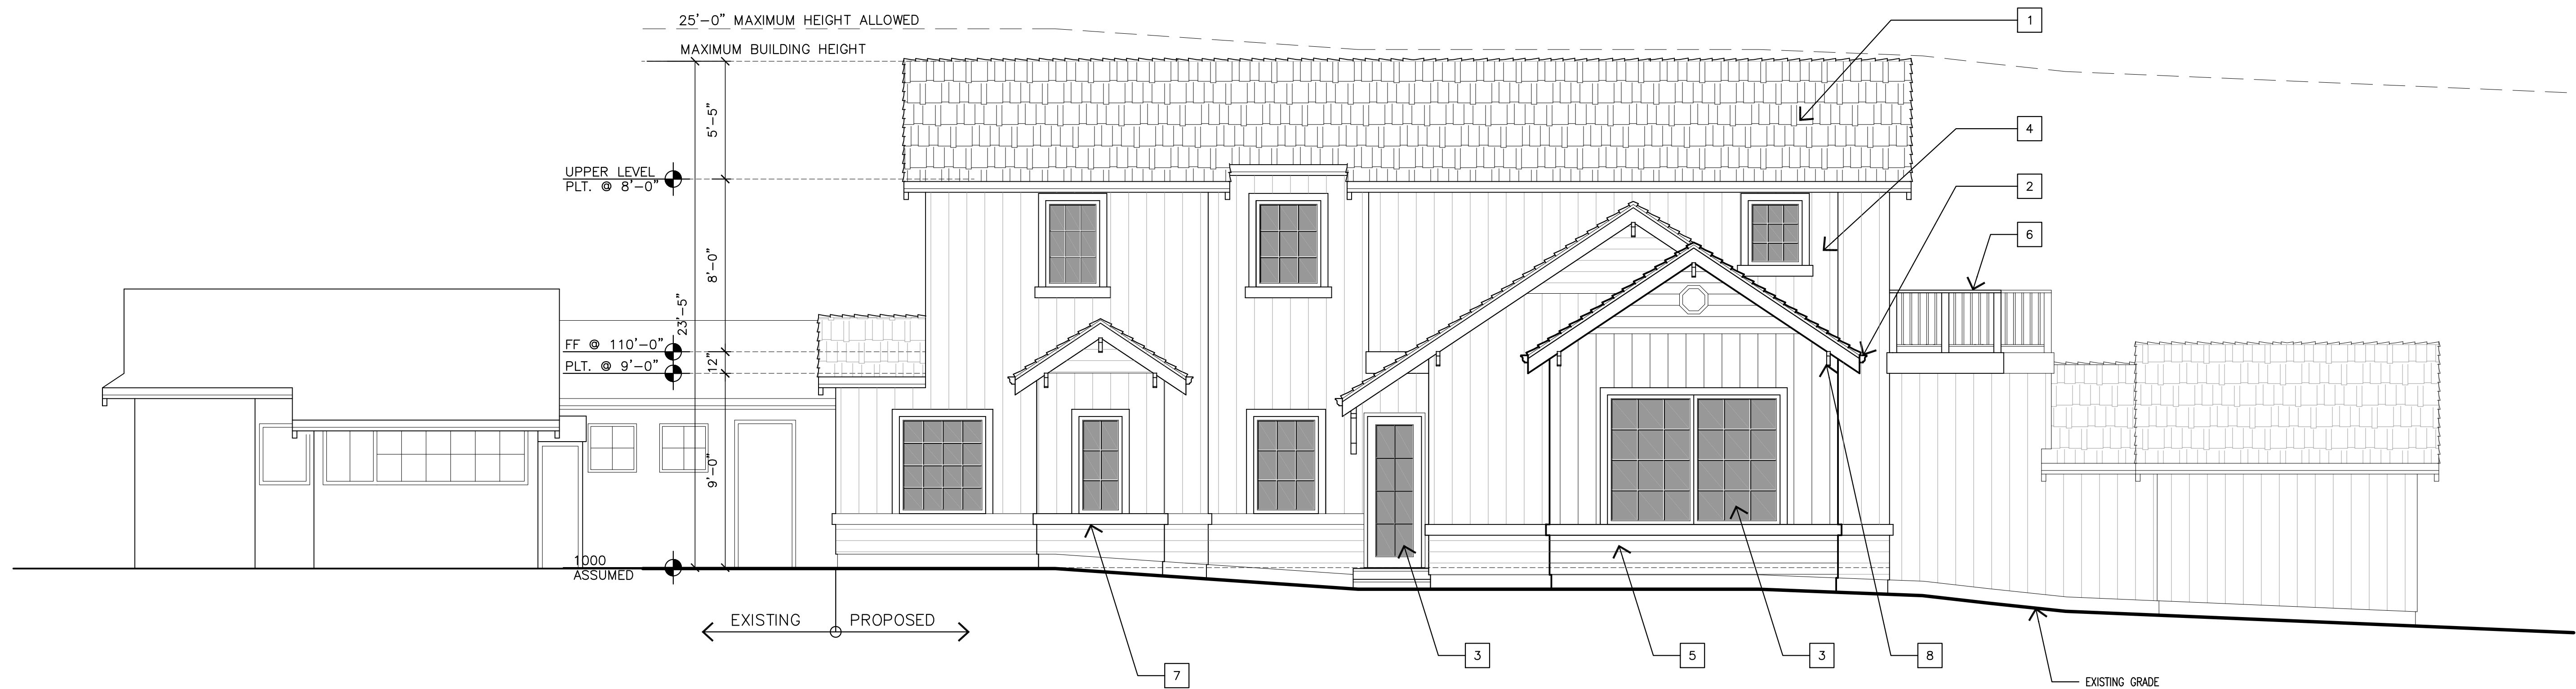 25'-0" MAXIMUM HEIGHT ALLOWED
1
MAXIMUM BUILDING HEIGHT
5'-5"
4
UPPER LEVEL
PLT. @ 8'-0"
2
6
8'-0"
23'-5"
FF @ 110'-0"
12"
PLT. @ 9'-0"
9'-0"
1000
ASSUMED
EXISTING
PROPOSED
3
5
3
8
7
EXISTING GRADE